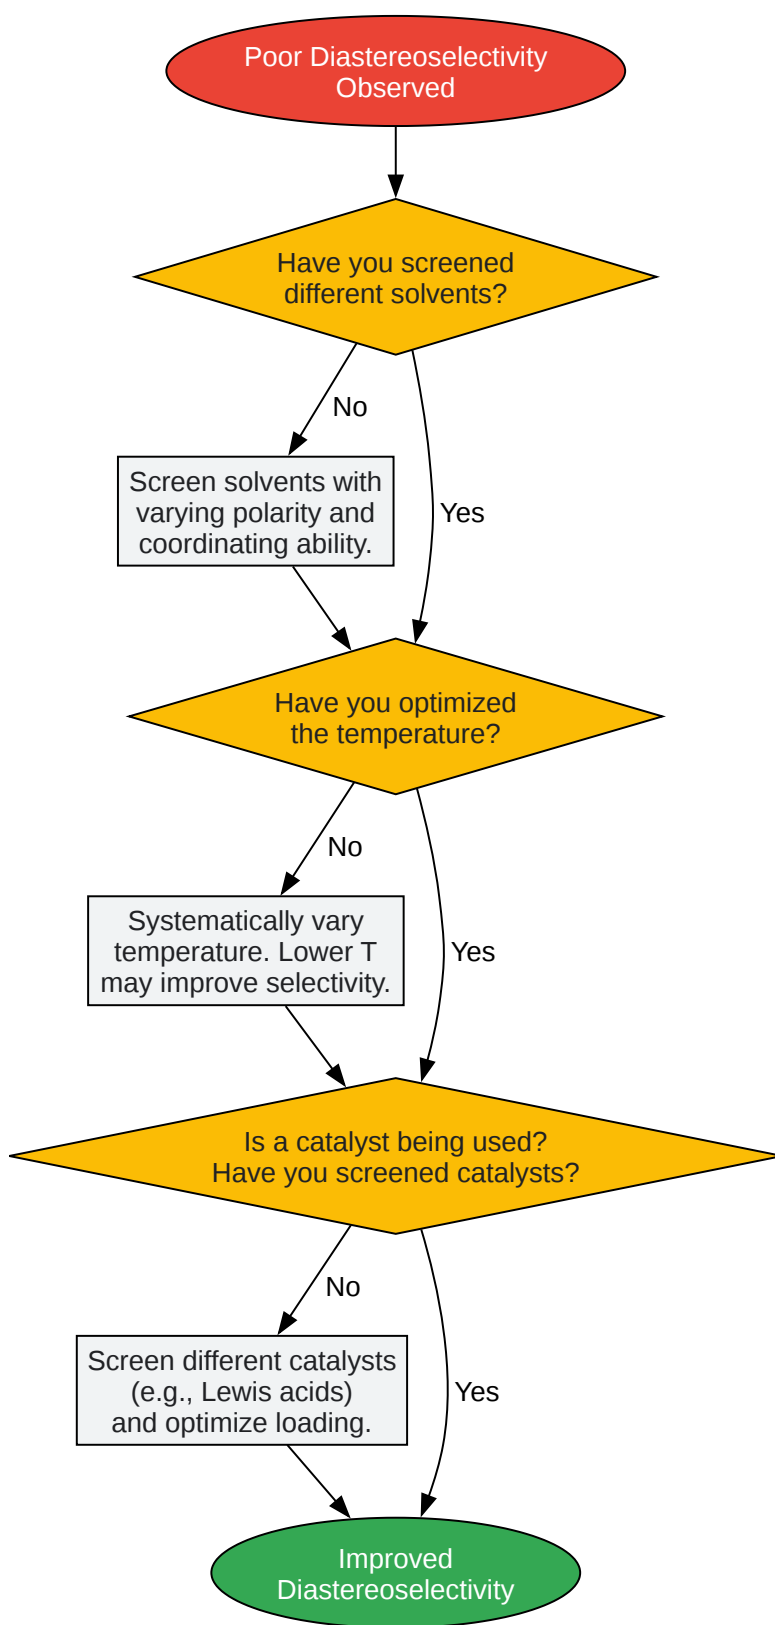 Poor Diastereoselectivity
Observed
Have you screened
different solvents?
No
Screen solvents with
varying polarity and
coordinating ability.
Yes
Have you optimized
the temperature?
No
Systematically vary
temperature. Lower T
may improve selectivity.
Yes
Is a catalyst being used?
Have you screened catalysts?
No
Screen different catalysts
(e.g., Lewis acids)
and optimize loading.
Yes
Improved
Diastereoselectivity